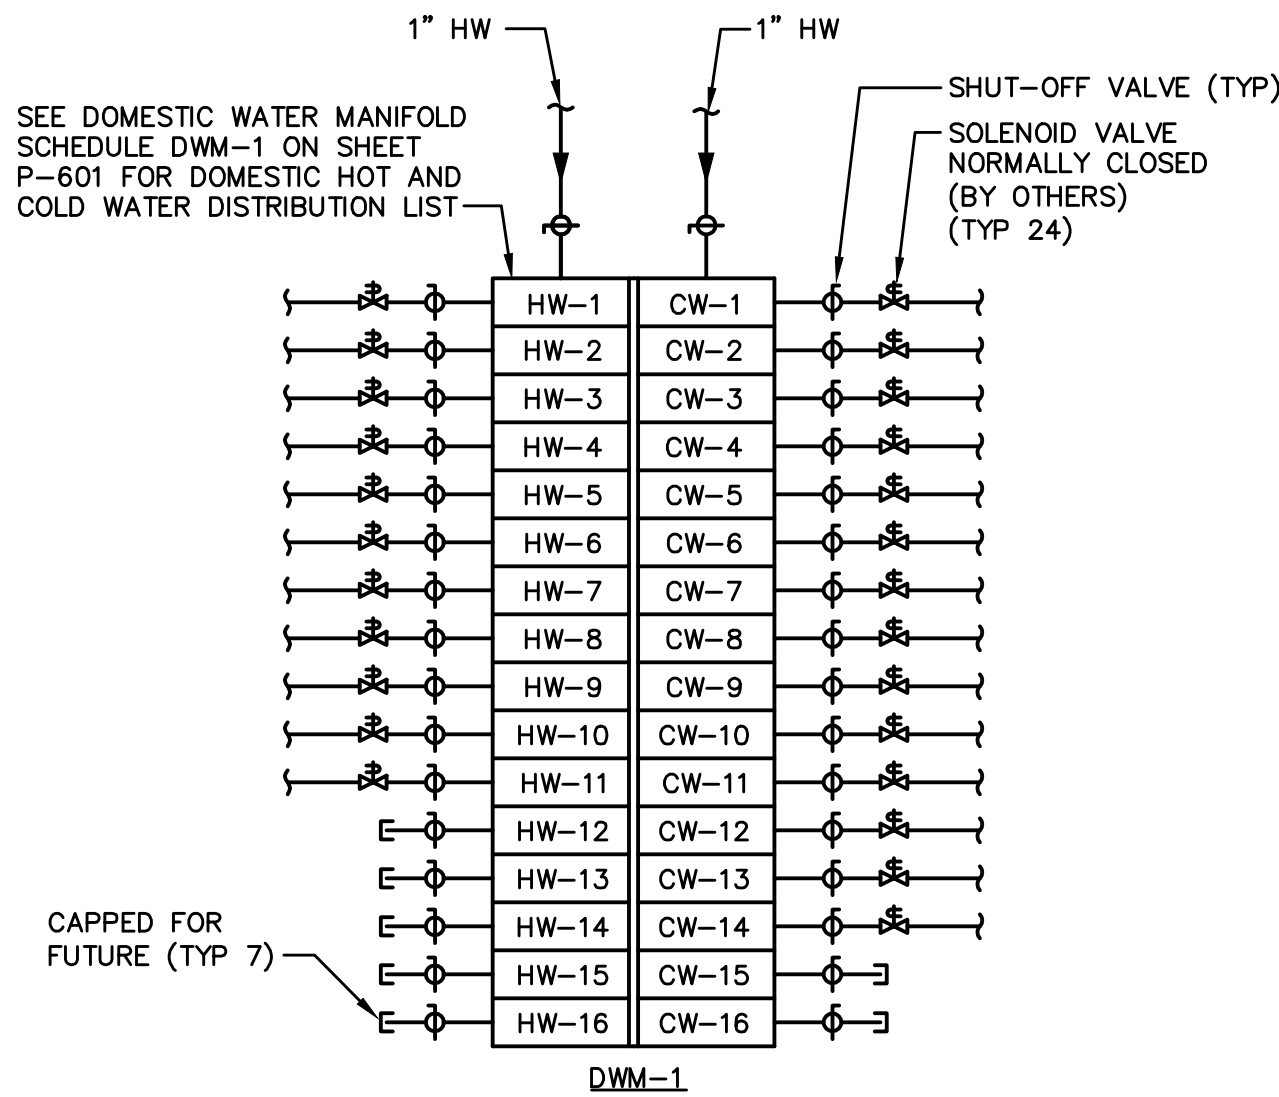 1" HW
1" HW
SEE DOMESTIC WATER MANIFOLD
SCHEDULE DWM-1 ON SHEET
P-601 FOR DOMESTIC HOT AND
COLD WATER DISTRIBUTION LIST
SHUT-OFF VALVE (TYP)
SOLENOID VALVE
NORMALLY CLOSED
(BY OTHERS)
(TYP 24)
HW-1 CW-1
HW-2 CW-2
HW-3 CW-3
HW-4 CW-4
HW-5 CW-5
HW-6 CW-6
HW-7 CW-7
HW-8 CW-8
HW-9 CW-9
HW-10 CW-10
HW-11 CW-11
HW-12 CW-12
HW-13 CW-13
HW-14 CW-14
HW-15 CW-15
HW-16 CW-16
CAPPED FOR
FUTURE (TYP 7)
DWM-1